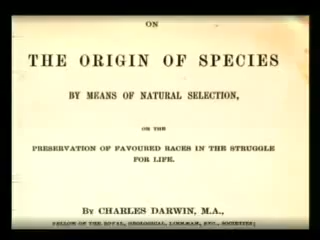 ON
THE ORIGIN OF SPECIES
BY MEANS OF NATURAL SELECTION,
OR THE
PRESERVATION OF FAVOURED RACES IN THE STRUGGLE
FOR LIFE.
BY CHARLES DARWIN, M.A.,
FELLOW OF THE ROYAL, GEOLOGICAL, LINNÆAN, ETC., SOCIETIES;